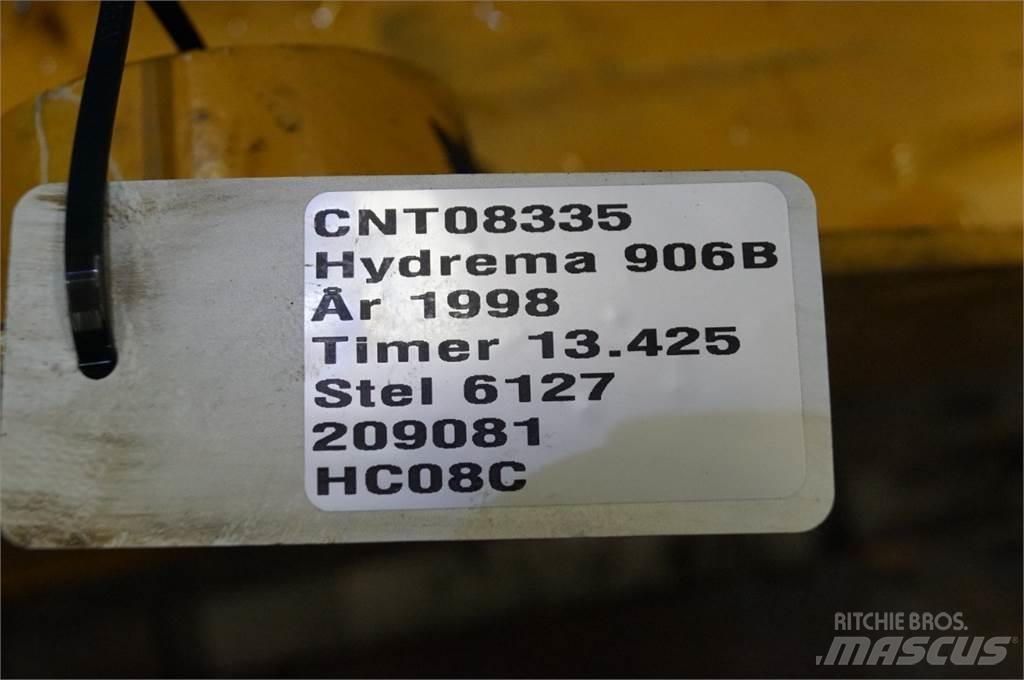 CNT08335
Hydrema 906B
År 1998
Timer 13.425
Stel 6127
209081
HC08C
RITCHIE BROS.
MASCUS